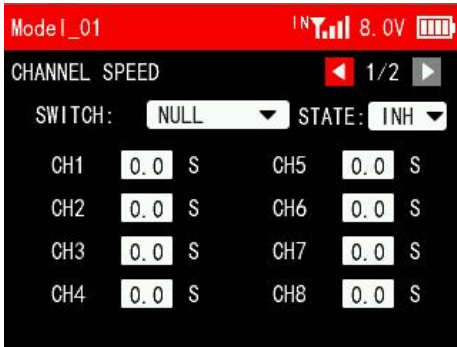 Model_01 IN 8.0V
CHANNEL SPEED 1/2
SWITCH: NULL STATE: INH
CH1 0.0 S CH5 0.0 S
CH2 0.0 S CH6 0.0 S
CH3 0.0 S CH7 0.0 S
CH4 0.0 S CH8 0.0 S